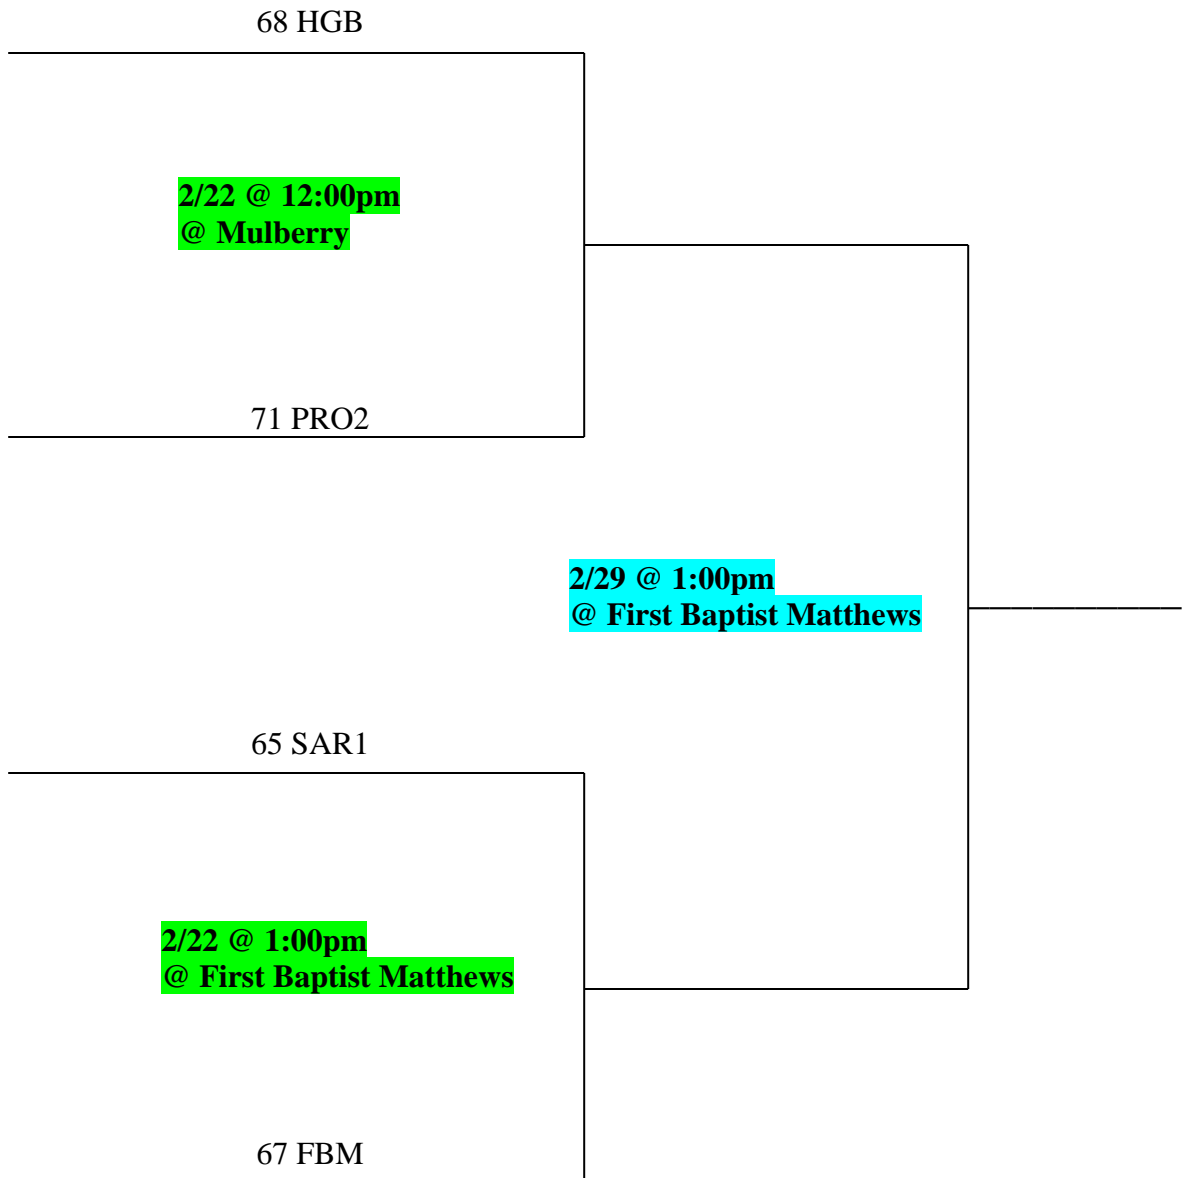 68 HGB
2/22 @ 12:00pm
@ Mulberry
71 PRO2
2/29 @ 1:00pm
@ First Baptist Matthews
65 SAR1
2/22 @ 1:00pm
@ First Baptist Matthews
67 FBM